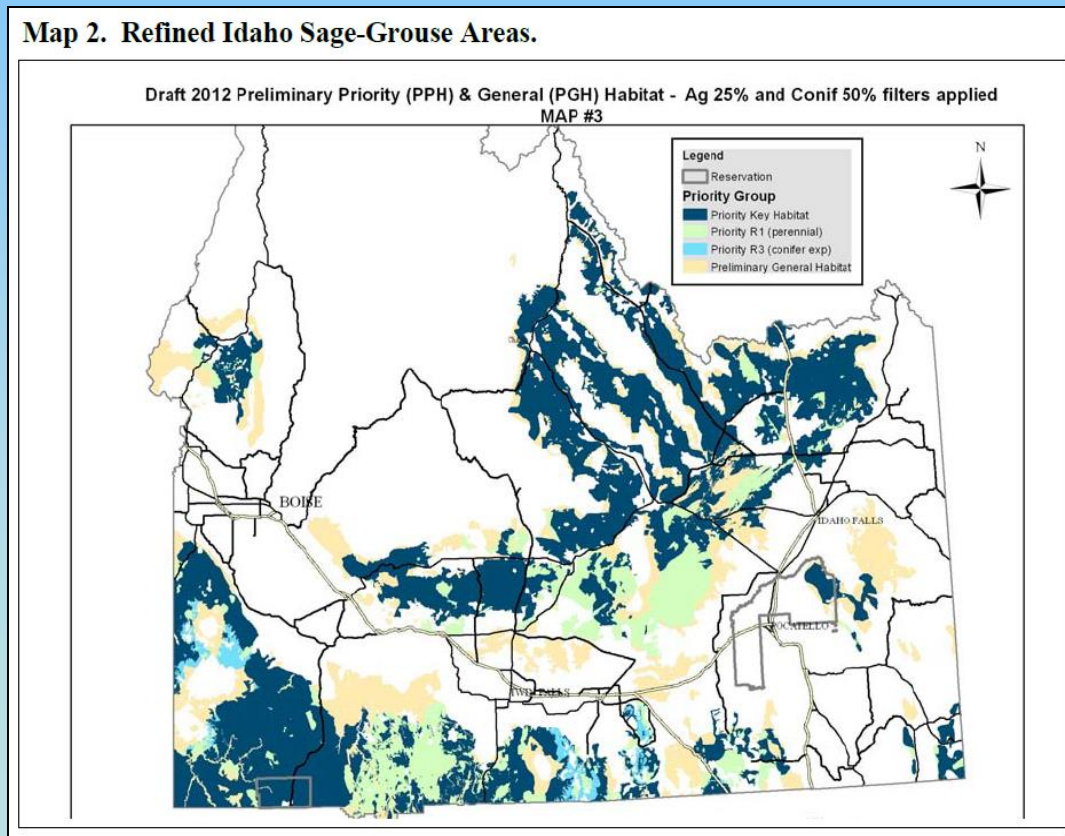 Map 2. Refined Idaho Sage-Grouse Areas.
Draft 2012 Preliminary Priority (PPH) & General (PGH) Habitat - Ag 25% and Conif 50% filters applied
MAP #3
Legend
Reservation
Priority Group
Priority Key Habitat
Priority R1 (perennial)
Priority R3 (conifer exp)
Preliminary General Habitat
N
BOISE
IDAHO FALLS
POCATELLO
TWIN FALLS